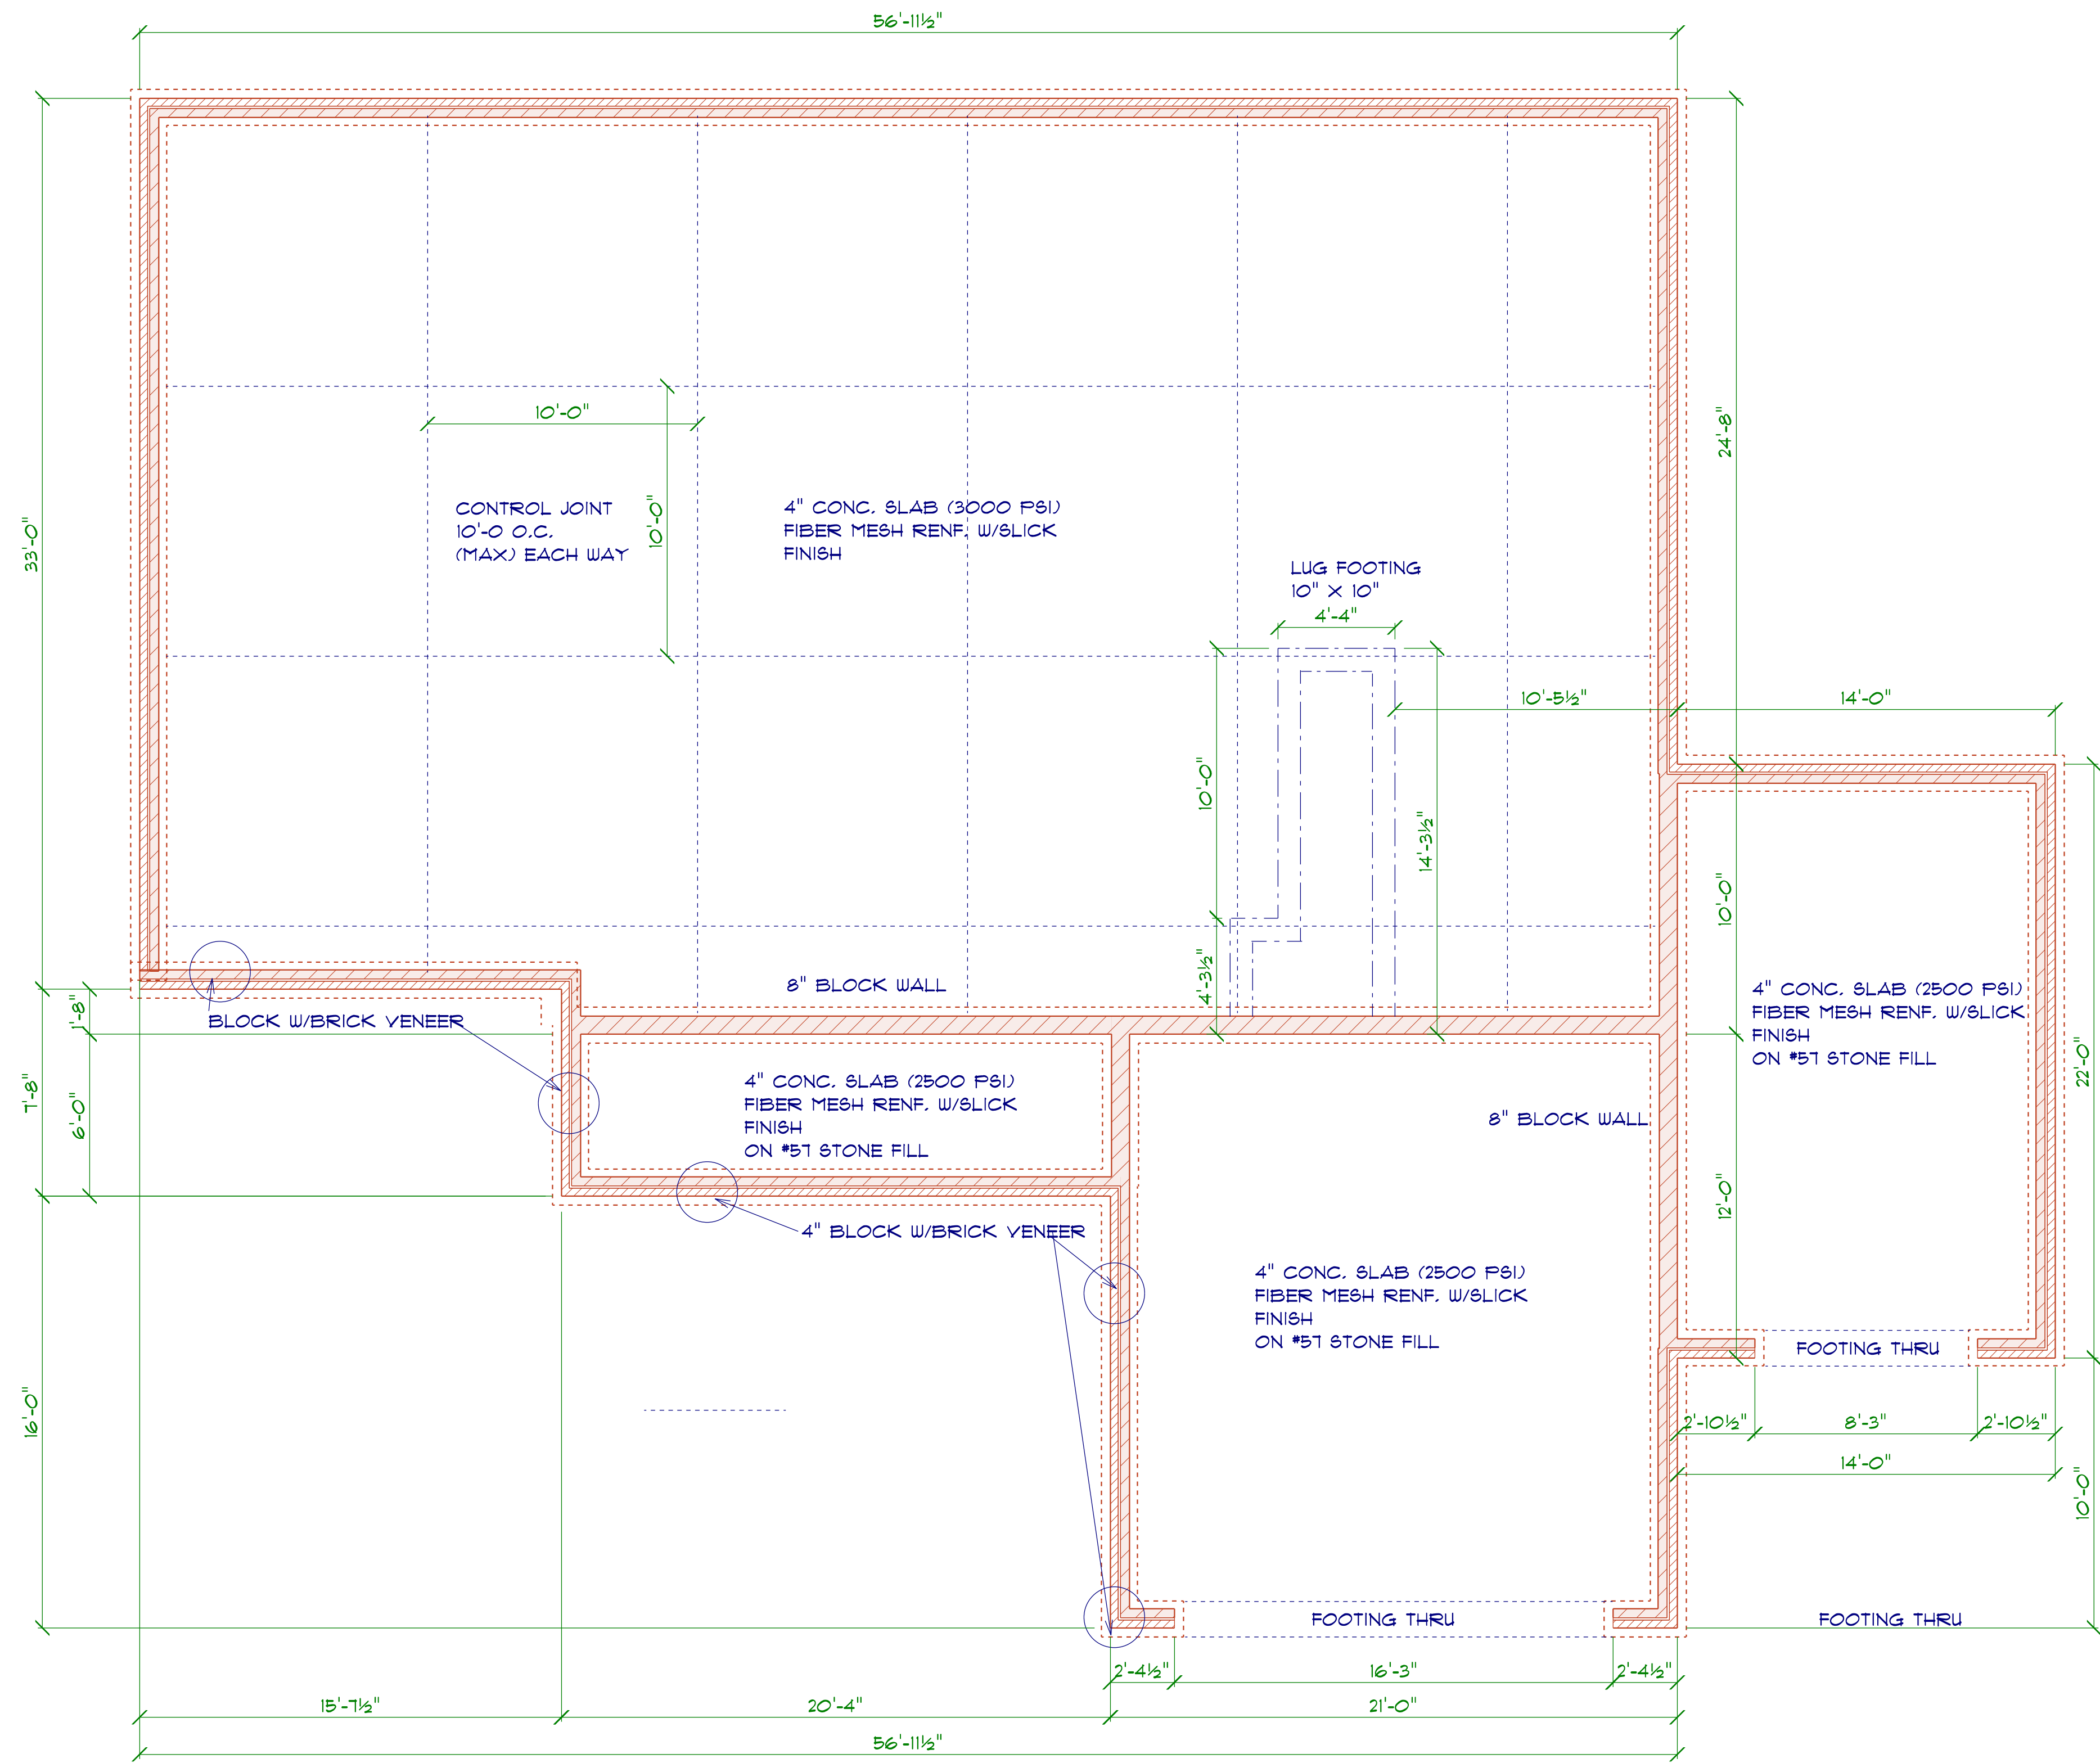 56'-11½"
33'-0"
24'-8"
10'-0"
10'-0"
CONTROL JOINT
10'-0 O.C.
(MAX) EACH WAY
4" CONC. SLAB (3000 PSI)
FIBER MESH RENF. W/SLICK
FINISH
LUG FOOTING
10" X 10"
4'-4"
10'-5½"
14'-0"
10'-0"
14'-3½"
10'-0"
4'-3½"
8" BLOCK WALL
1'-8"
BLOCK W/BRICK VENEER
4" CONC. SLAB (2500 PSI)
FIBER MESH RENF. W/SLICK
FINISH
ON #57 STONE FILL
22'-0"
7'-8"
6'-0"
4" CONC. SLAB (2500 PSI)
FIBER MESH RENF. W/SLICK
FINISH
ON #57 STONE FILL
8" BLOCK WALL
12'-0"
4" BLOCK W/BRICK VENEER
4" CONC. SLAB (2500 PSI)
FIBER MESH RENF. W/SLICK
FINISH
ON #57 STONE FILL
FOOTING THRU
16'-0"
2'-10½"
8'-3"
2'-10½"
14'-0"
10'-0"
FOOTING THRU
FOOTING THRU
2'-4½"
16'-3"
2'-4½"
15'-7½"
20'-4"
21'-0"
56'-11½"